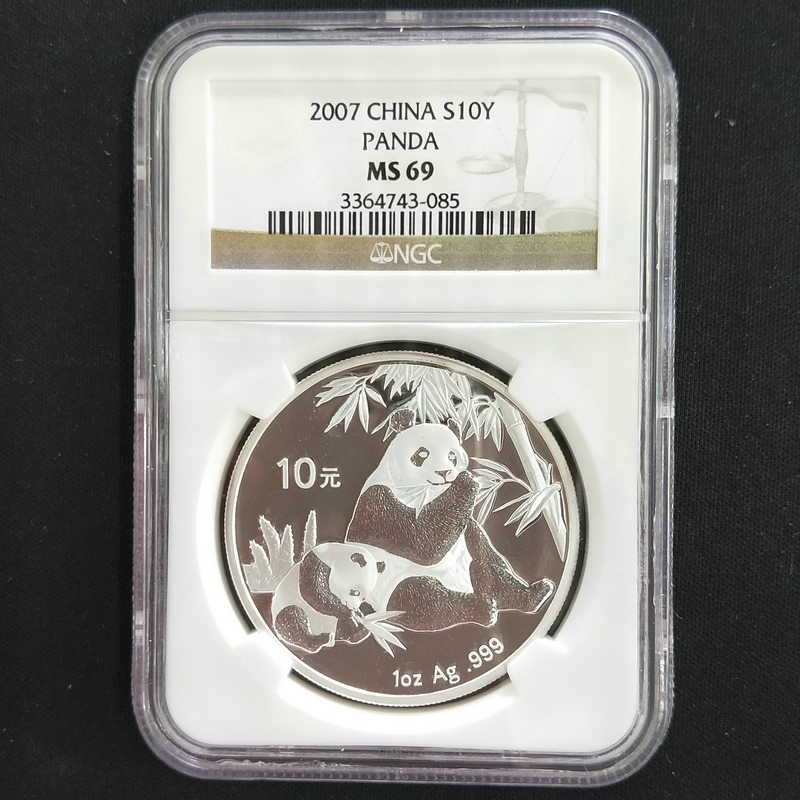 2007 CHINA S10Y
PANDA
MS 69
3364743-085
NGC
10元
1oz Ag .999